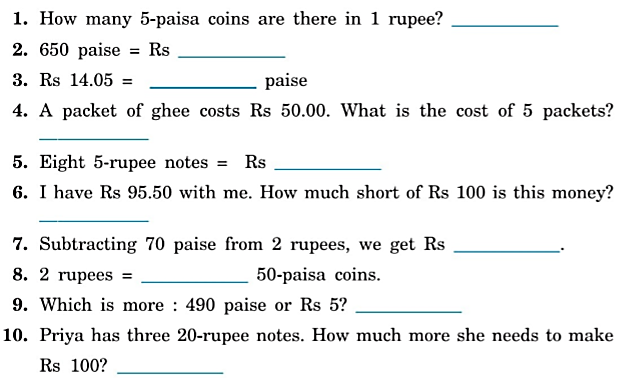 1. How many 5-paisa coins are there in 1 rupee? ____________
2. 650 paise = Rs ____________
3. Rs 14.05 = ____________ paise
4. A packet of ghee costs Rs 50.00. What is the cost of 5 packets?
____________
5. Eight 5-rupee notes = Rs ____________
6. I have Rs 95.50 with me. How much short of Rs 100 is this money?
____________
7. Subtracting 70 paise from 2 rupees, we get Rs ____________.
8. 2 rupees = ____________ 50-paisa coins.
9. Which is more : 490 paise or Rs 5? ____________
10. Priya has three 20-rupee notes. How much more she needs to make
Rs 100? ____________